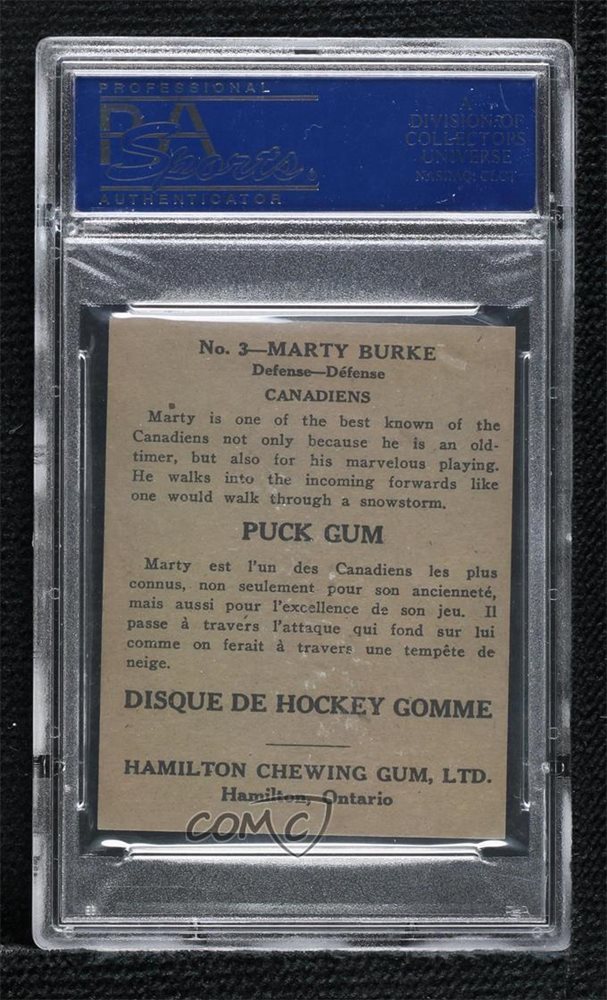 PROFESSIONAL
PSA
Sports
AUTHENTICATOR
A
DIVISION OF
COLLECTORS
UNIVERSE
NASDAQ: CLCT
No. 3—MARTY BURKE
Defense—Défense
CANADIENS
Marty is one of the best known of the
Canadiens not only because he is an old-
timer, but also for his marvelous playing.
He walks into the incoming forwards like
one would walk through a snowstorm.
PUCK GUM
Marty est l'un des Canadiens les plus
connus, non seulement pour son ancienneté,
mais aussi pour l'excellence de son jeu. Il
passe à travers l'attaque qui fond sur lui
comme on ferait à travers une tempête de
neige.
DISQUE DE HOCKEY GOMME
HAMILTON CHEWING GUM, LTD.
Hamilton, Ontario
COMC